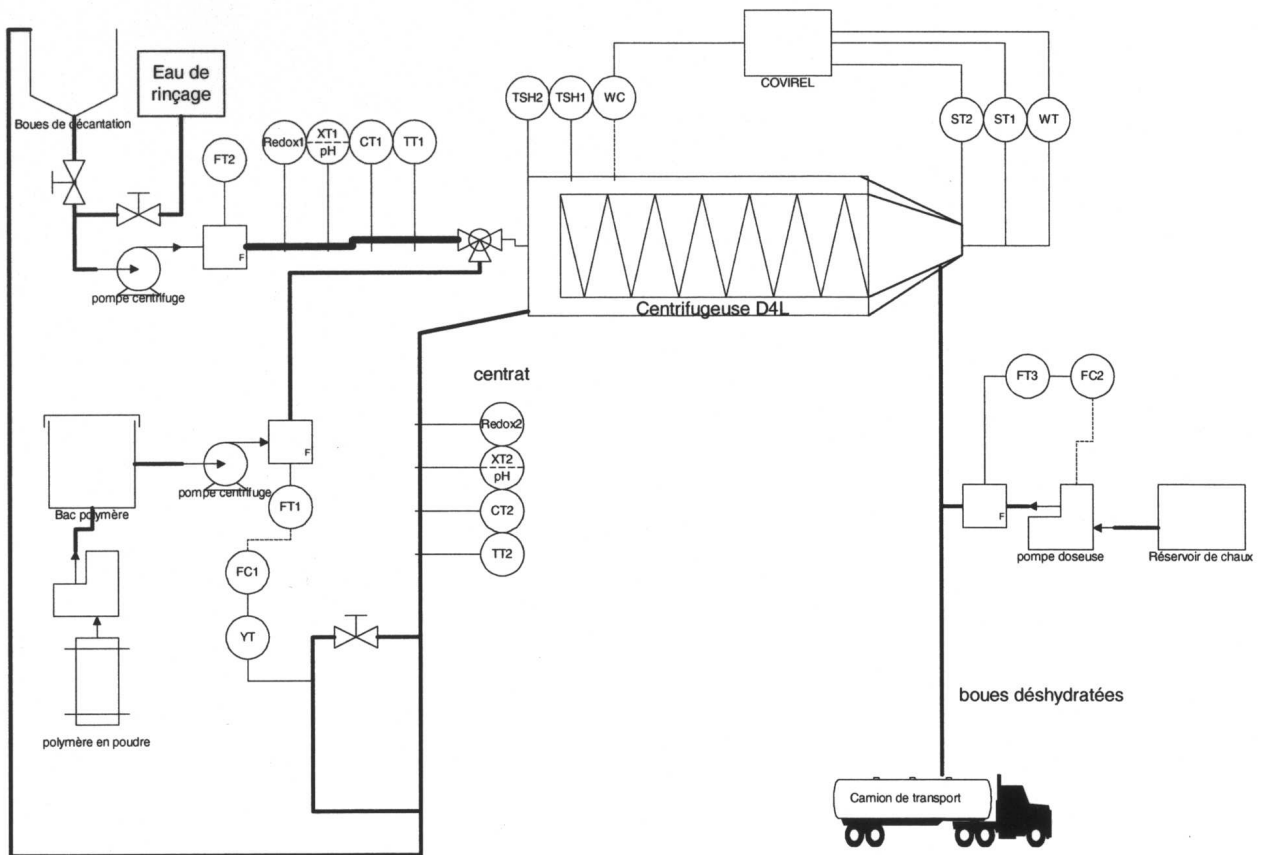 COVIREL
Eau de
rinçage
Boues de décantation
TSH2
TSH1
WC
ST2
ST1
WT
FT2
Redox1
XT1
pH
CT1
TT1
F
pompe centrifuge
Centrifugeuse D4L
centrat
FT3
FC2
Redox2
XT2
pH
CT2
TT2
F
pompe centrifuge
Bac polymère
FT1
F
pompe doseuse
Réservoir de chaux
FC1
YT
boues déshydratées
polymère en poudre
Camion de transport